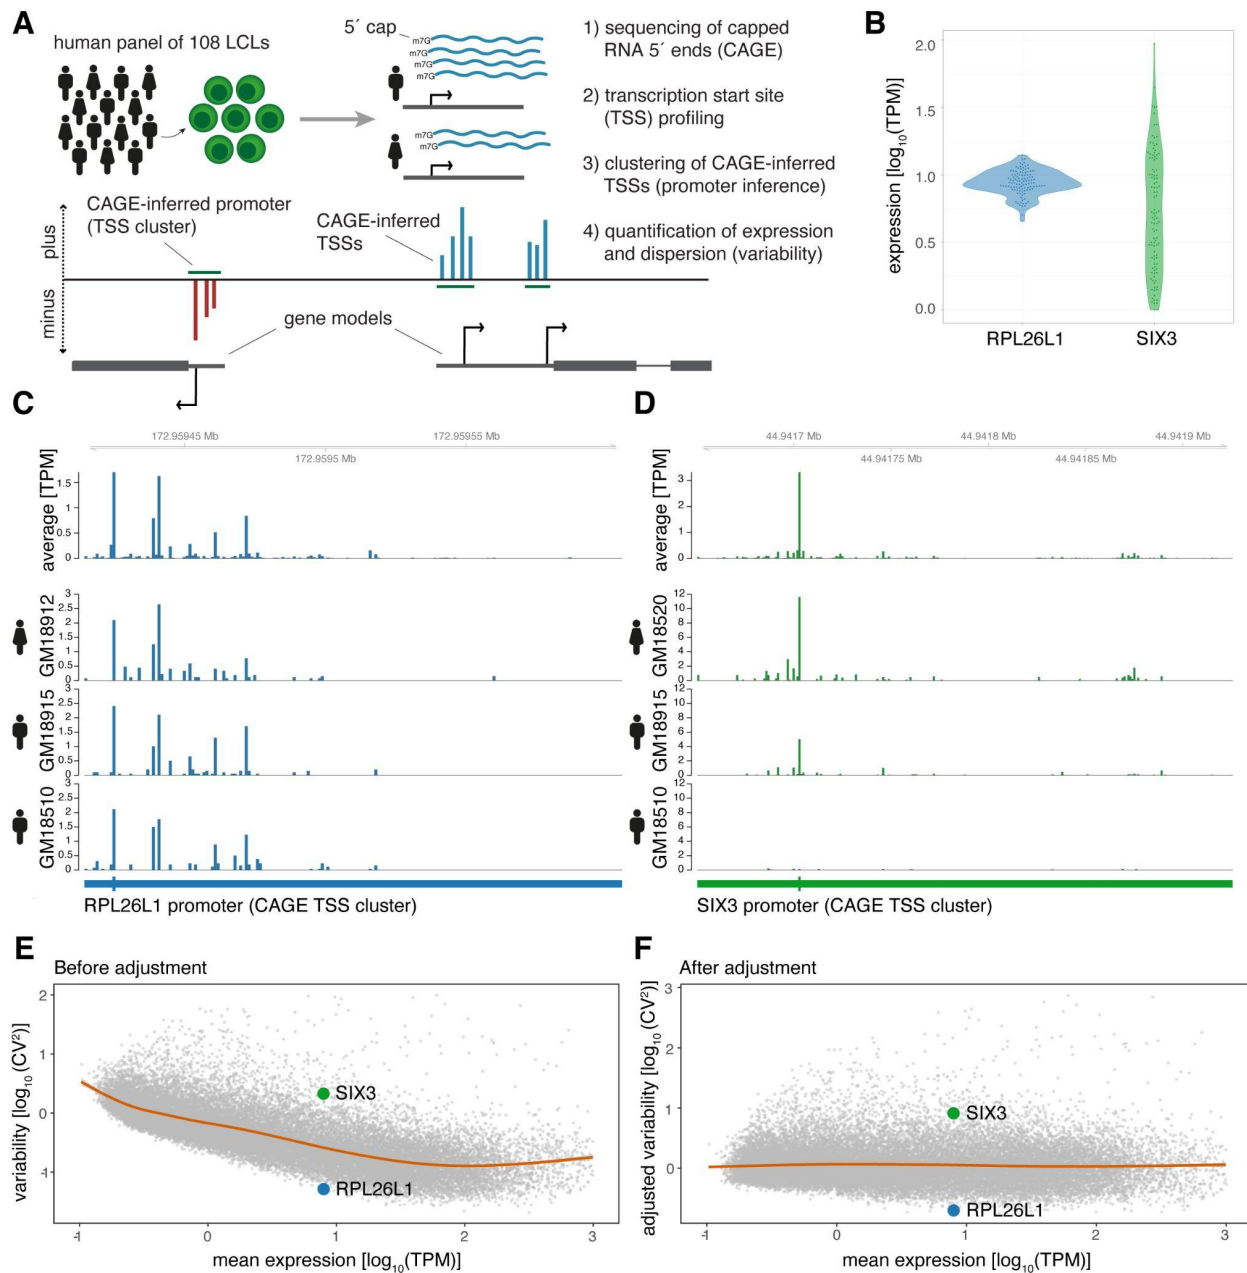 A
human panel of 108 LCLs
5´ cap
m7G
m7G
m7G
m7G
m7G
m7G
1) sequencing of capped
RNA 5´ ends (CAGE)
2) transcription start site
(TSS) profiling
3) clustering of CAGE-inferred
TSSs (promoter inference)
4) quantification of expression
and dispersion (variability)
CAGE-inferred promoter
(TSS cluster)
CAGE-inferred
TSSs
plus
minus
gene models
B
expression [log10(TPM)]
2.0
1.5
1.0
0.5
0.0
RPL26L1
SIX3
C
172.95945 Mb
172.95955 Mb
172.9595 Mb
average [TPM]
1.5
1
0.5
0
GM18912
3
2.5
2
1.5
1
0.5
0
GM18915
3
2.5
2
1.5
1
0.5
0
GM18510
3
2.5
2
1.5
1
0.5
0
RPL26L1 promoter (CAGE TSS cluster)
D
44.9417 Mb
44.9418 Mb
44.9419 Mb
44.94175 Mb
44.94185 Mb
average [TPM]
3
2
1
0
GM18520
12
10
8
6
4
2
0
GM18915
12
10
8
6
4
2
0
GM18510
12
10
8
6
4
2
0
SIX3 promoter (CAGE TSS cluster)
E
Before adjustment
variability [log10(CV²)]
2
1
0
-1
SIX3
RPL26L1
-1
0
1
2
3
mean expression [log10(TPM)]
F
After adjustment
adjusted variability [log10(CV²)]
3
2
1
0
SIX3
RPL26L1
-1
0
1
2
3
mean expression [log10(TPM)]